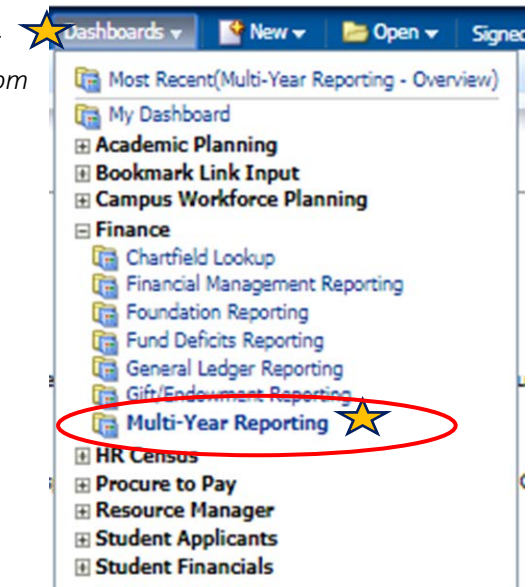 Dashboards New Open Signed
om
Most Recent(Multi-Year Reporting - Overview)
My Dashboard
Academic Planning
Bookmark Link Input
Campus Workforce Planning
Finance
Chartfield Lookup
Financial Management Reporting
Foundation Reporting
Fund Deficits Reporting
General Ledger Reporting
Gift/Endowment Reporting
Multi-Year Reporting
HR Census
Procure to Pay
Resource Manager
Student Applicants
Student Financials